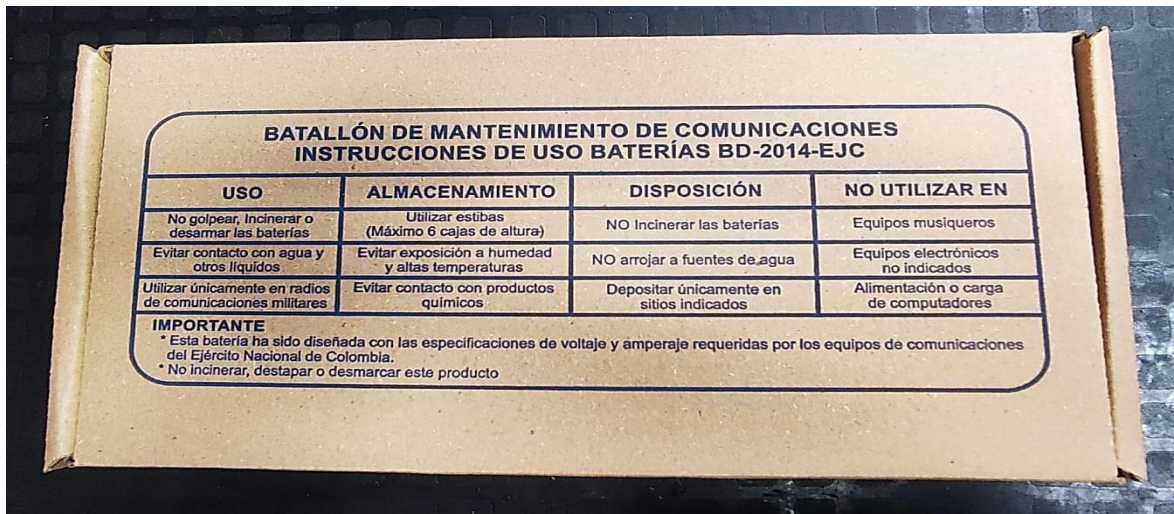 BATALLÓN DE MANTENIMIENTO DE COMUNICACIONES
INSTRUCCIONES DE USO BATERÍAS BD-2014-EJC
USO
ALMACENAMIENTO
DISPOSICIÓN
NO UTILIZAR EN
No golpear, Incinerar o
desarmar las baterías
Utilizar estibas
(Máximo 6 cajas de altura)
NO Incinerar las baterías
Equipos musiqueros
Evitar contacto con agua y
otros líquidos
Evitar exposición a humedad
y altas temperaturas
NO arrojar a fuentes de agua
Equipos electrónicos
no indicados
Utilizar únicamente en radios
de comunicaciones militares
Evitar contacto con productos
químicos
Depositar únicamente en
sitios indicados
Alimentación o carga
de computadores
IMPORTANTE
* Esta batería ha sido diseñada con las especificaciones de voltaje y amperaje requeridas por los equipos de comunicaciones
del Ejército Nacional de Colombia.
* No incinerar, destapar o desmarcar este producto